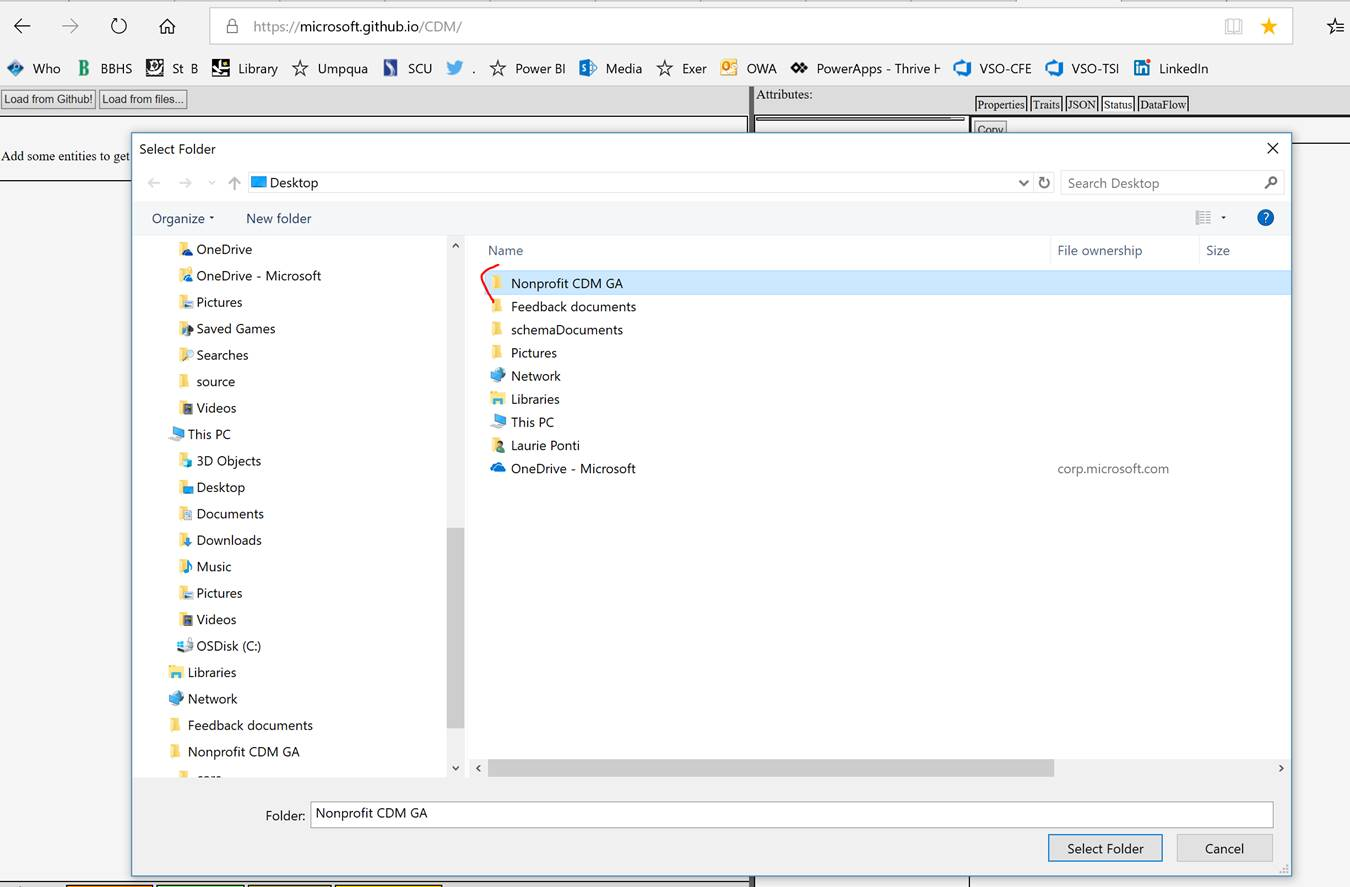 https://microsoft.github.io/CDM/
Who BBHS St B Library Umpqua SCU . Power BI Media Exer OWA PowerApps - Thrive H VSO-CFE VSO-TSI LinkedIn
Load from Github! Load from files...
Attributes:
Properties Traits JSON Status DataFlow
Copy
Add some entities to get
Select Folder
Desktop
Search Desktop
Organize
New folder
OneDrive
OneDrive - Microsoft
Pictures
Saved Games
Searches
source
Videos
This PC
3D Objects
Desktop
Documents
Downloads
Music
Pictures
Videos
OSDisk (C:)
Libraries
Network
Feedback documents
Nonprofit CDM GA
Name File ownership Size
Nonprofit CDM GA
Feedback documents
schemaDocuments
Pictures
Network
Libraries
This PC
Laurie Ponti
OneDrive - Microsoft corp.microsoft.com
Folder: Nonprofit CDM GA
Select Folder Cancel